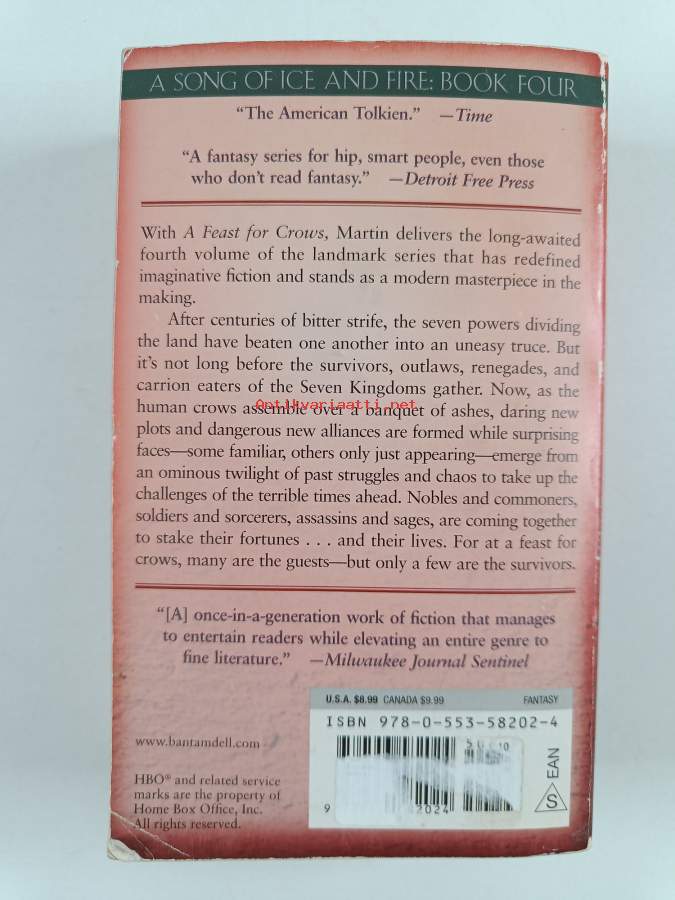 A SONG OF ICE AND FIRE: BOOK FOUR
“The American Tolkien.” —Time
“A fantasy series for hip, smart people, even those
who don’t read fantasy.” —Detroit Free Press
With A Feast for Crows, Martin delivers the long-awaited
fourth volume of the landmark series that has redefined
imaginative fiction and stands as a modern masterpiece in the
making.
After centuries of bitter strife, the seven powers dividing
the land have beaten one another into an uneasy truce. But
it’s not long before the survivors, outlaws, renegades, and
carrion eaters of the Seven Kingdoms gather. Now, as the
Antikvariaatti.net
human crows assemble over a banquet of ashes, daring new
plots and dangerous new alliances are formed while surprising
faces—some familiar, others only just appearing—emerge from
an ominous twilight of past struggles and chaos to take up the
challenges of the terrible times ahead. Nobles and commoners,
soldiers and sorcerers, assassins and sages, are coming together
to stake their fortunes . . . and their lives. For at a feast for
crows, many are the guests—but only a few are the survivors.
“[A] once-in-a-generation work of fiction that manages
to entertain readers while elevating an entire genre to
fine literature.” —Milwaukee Journal Sentinel
U.S.A. $8.99 CANADA $9.99 FANTASY
ISBN 978-0-553-58202-4
www.bantamdell.com
HBO® and related service
marks are the property of
Home Box Office, Inc.
All rights reserved.
9
2024
S EAN